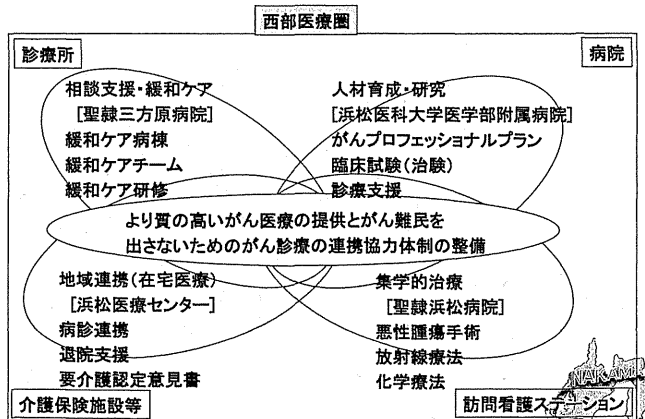 西部医療圏
診療所
病院
相談支援・緩和ケア
[聖隷三方原病院]
緩和ケア病棟
緩和ケアチーム
緩和ケア研修
人材育成・研究
[浜松医科大学医学部附属病院]
がんプロフェッショナルプラン
臨床試験(治験)
診療支援
より質の高いがん医療の提供とがん難民を
出さないためのがん診療の連携協力体制の整備
地域連携(在宅医療)
[浜松医療センター]
病診連携
退院支援
要介護認定意見書
集学的治療
[聖隷浜松病院]
悪性腫瘍手術
放射線療法
化学療法
介護保険施設等
訪問看護ステーション
NAKAMI